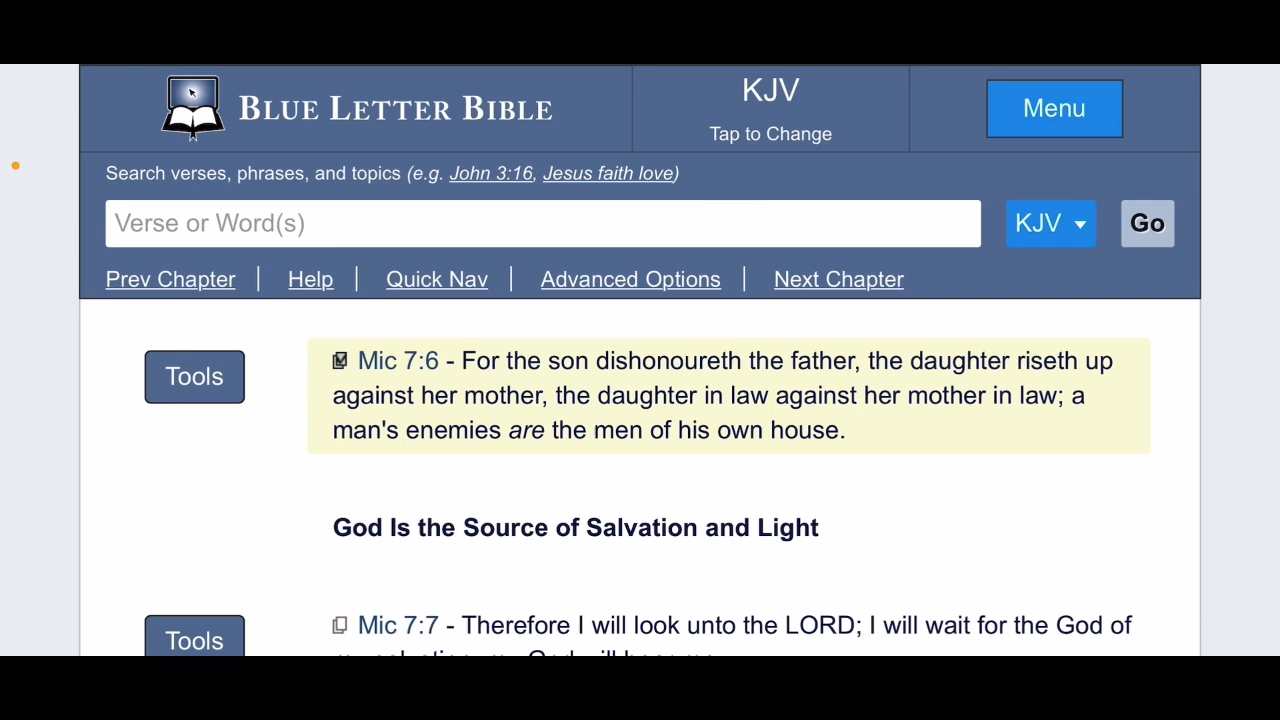 BLUE LETTER BIBLE
KJV
Tap to Change
Menu
Search verses, phrases, and topics (e.g. John 3:16, Jesus faith love)
Verse or Word(s)
KJV
Go
Prev Chapter | Help | Quick Nav | Advanced Options | Next Chapter
Tools
Mic 7:6 - For the son dishonoureth the father, the daughter riseth up
against her mother, the daughter in law against her mother in law; a
man's enemies are the men of his own house.
God Is the Source of Salvation and Light
Tools
Mic 7:7 - Therefore I will look unto the LORD; I will wait for the God of